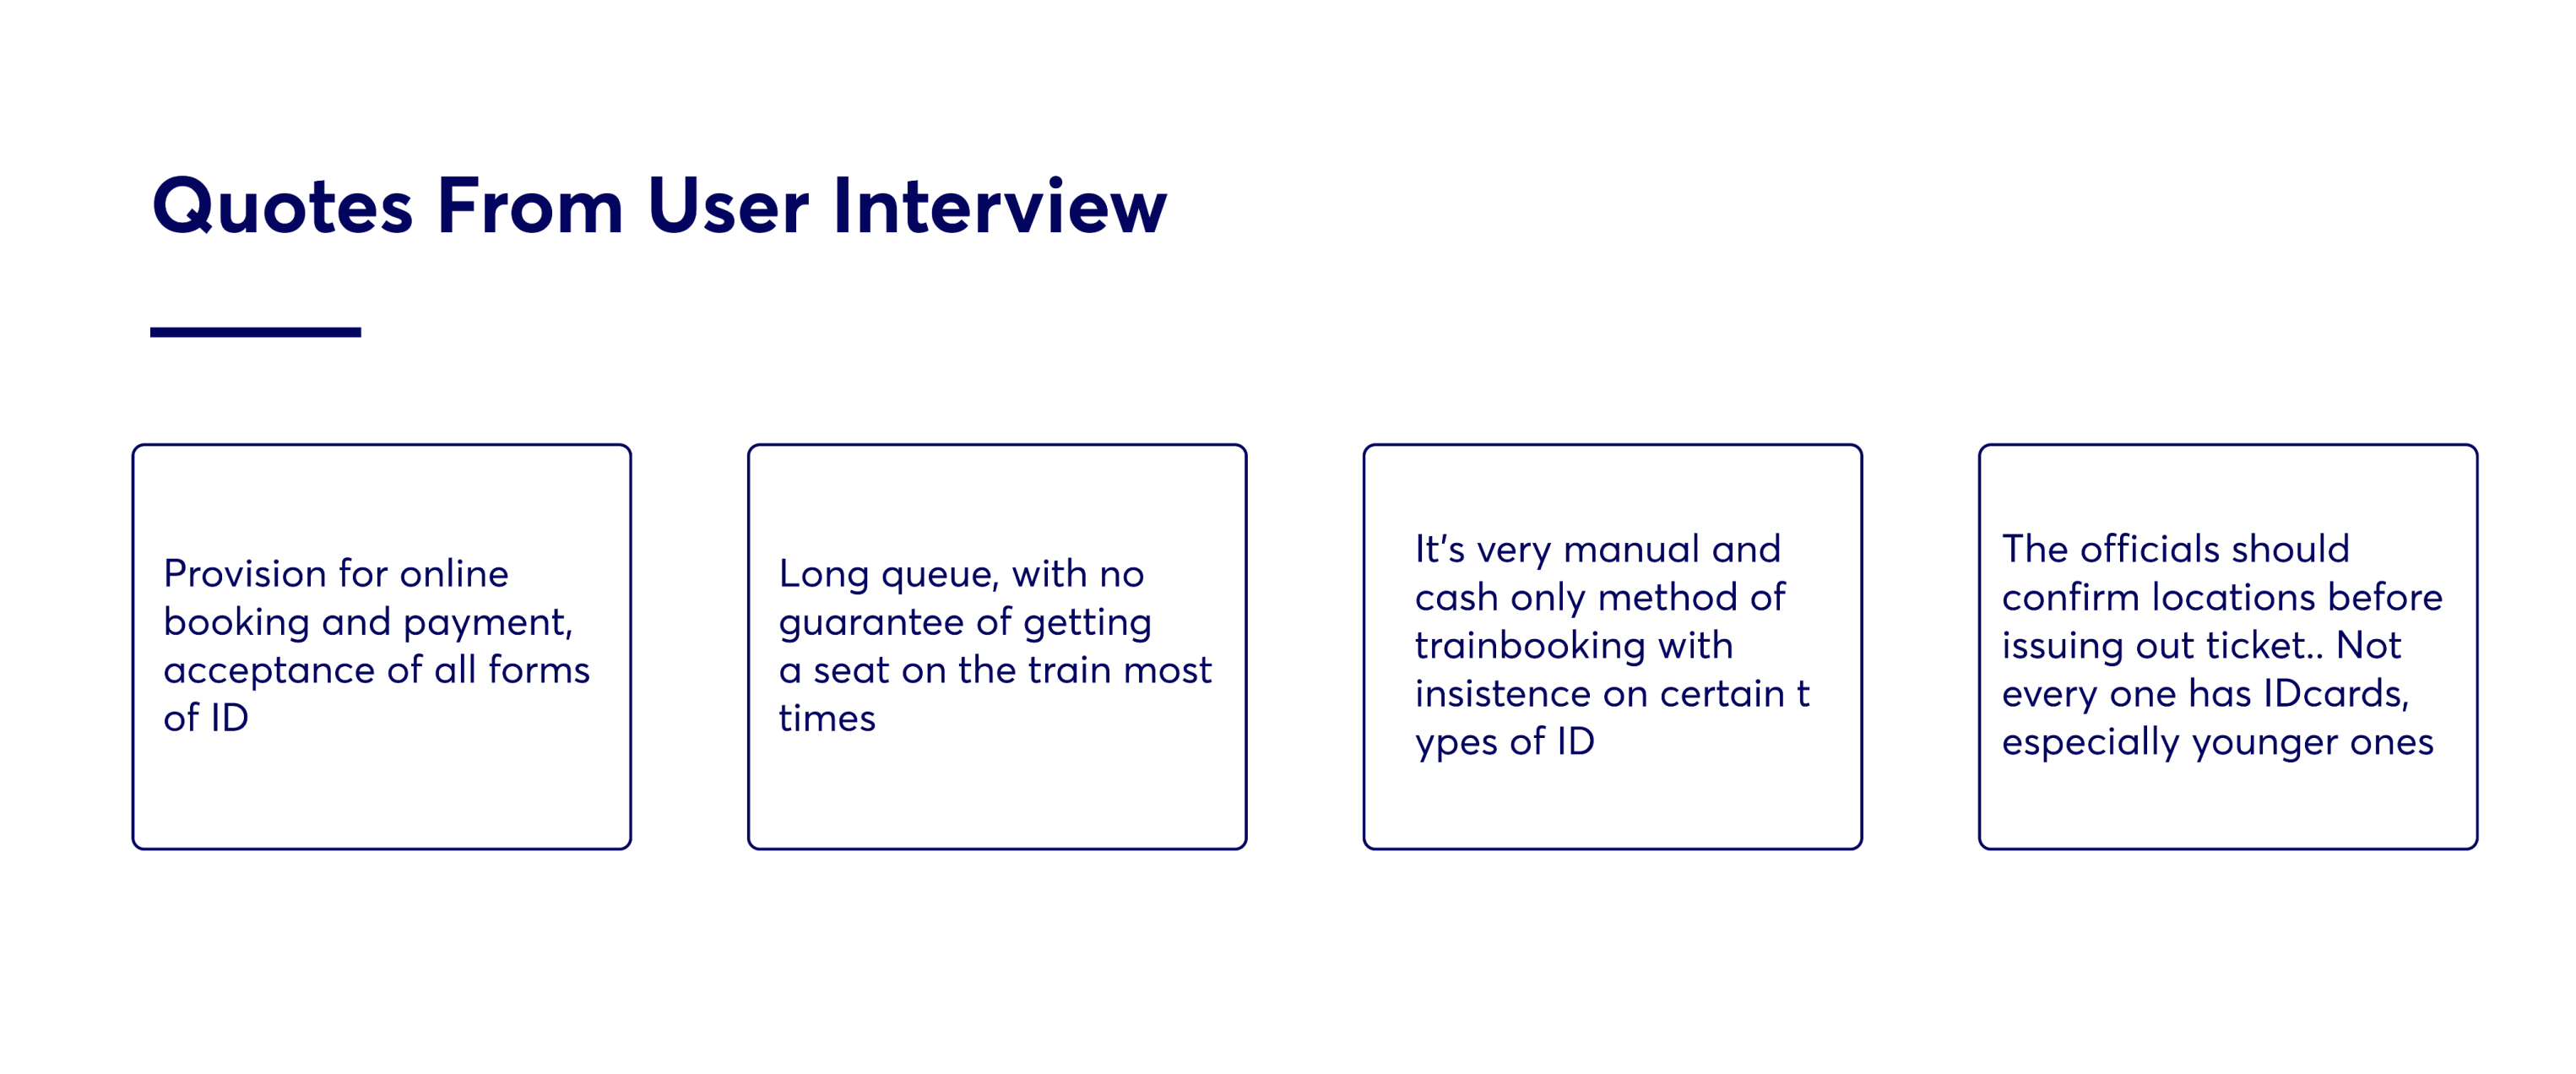 Quotes From User Interview
Provision for online
booking and payment,
acceptance of all forms
of ID
Long queue, with no
guarantee of getting
a seat on the train most
times
It's very manual and
cash only method of
trainbooking with
insistence on certain t
ypes of ID
The officials should
confirm locations before
issuing out ticket.. Not
every one has IDcards,
especially younger ones